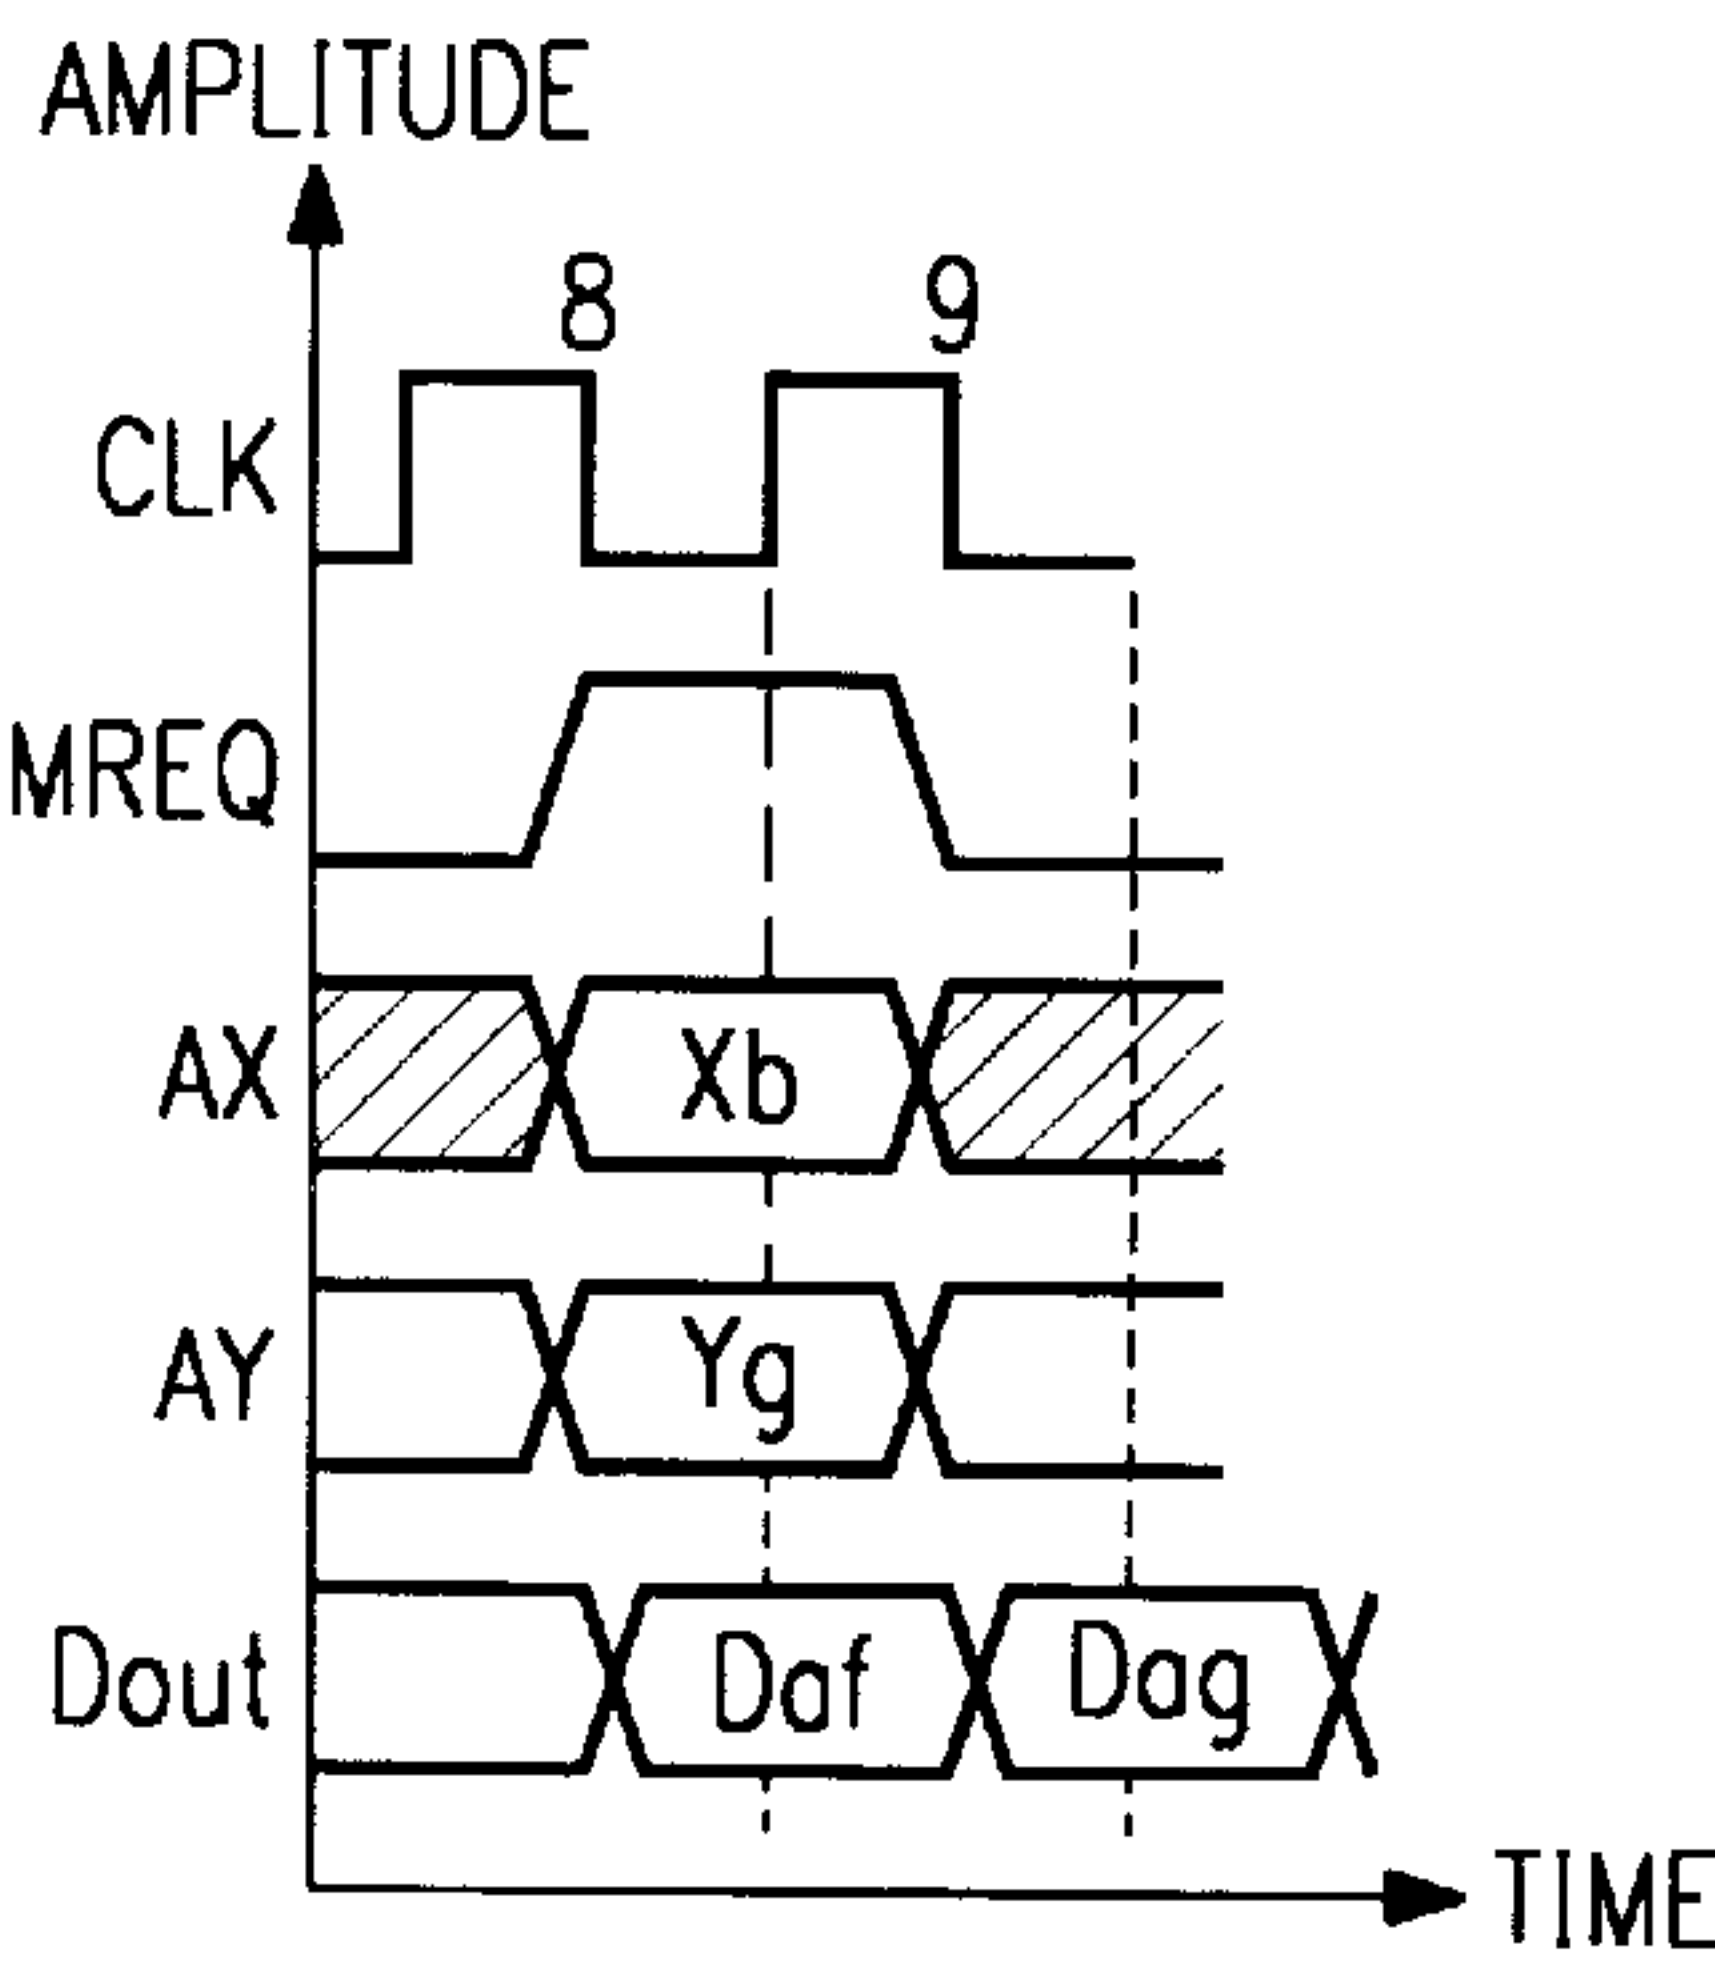 AMPLITUDE
8 9
CLK
MREQ
AX Xb
AY Yg
Dout Daf Dag
TIME